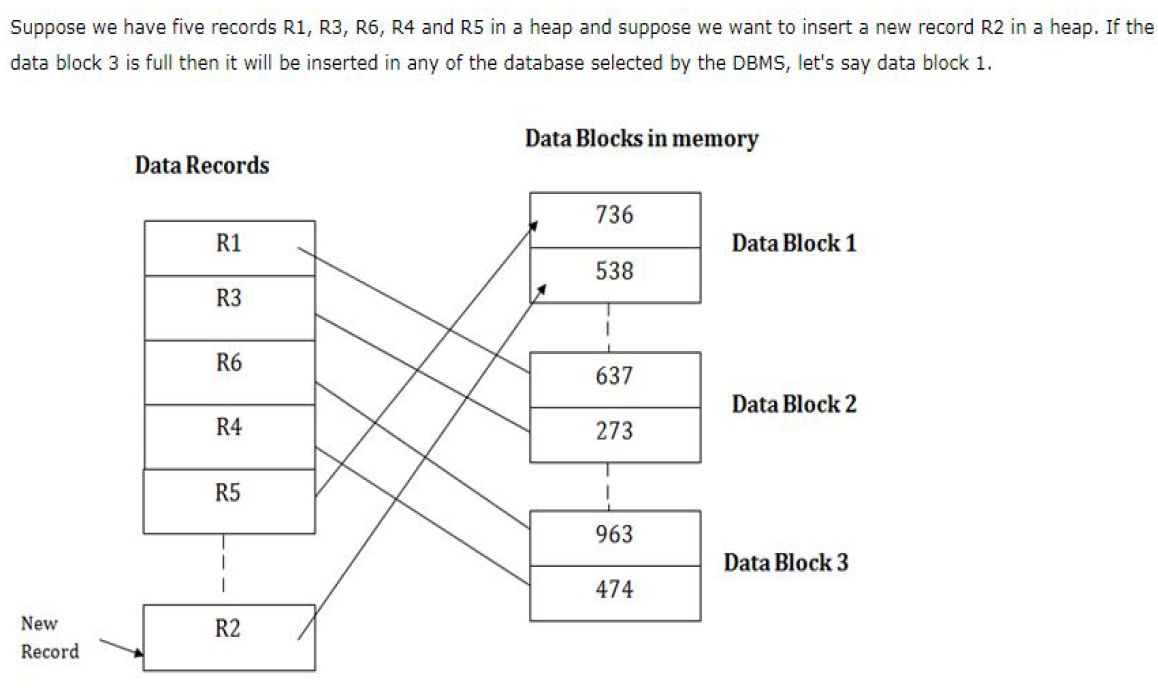 Suppose we have five records R1, R3, R6, R4 and R5 in a heap and suppose we want to insert a new record R2 in a heap. If the
data block 3 is full then it will be inserted in any of the database selected by the DBMS, let's say data block 1.
Data Blocks in memory
Data Records
R1
R3
R6
R4
R5
R2
New
Record
736
538
Data Block 1
637
273
Data Block 2
963
474
Data Block 3